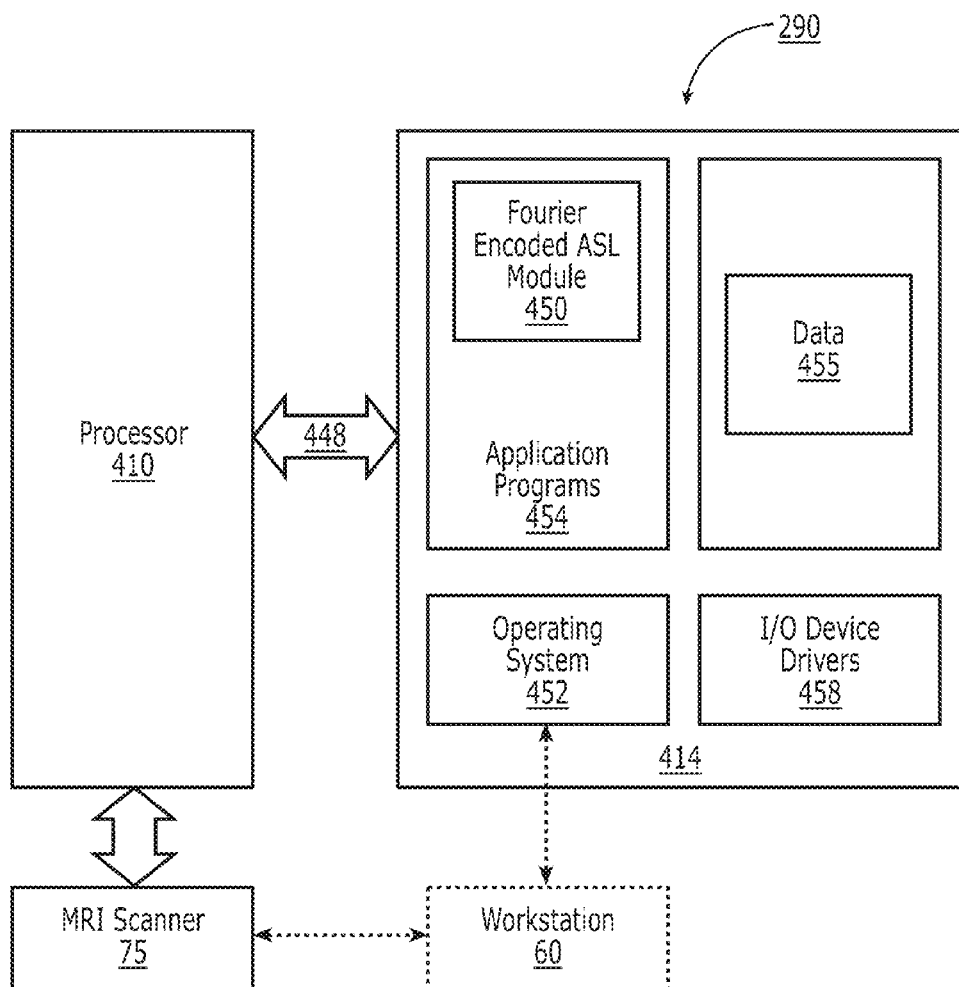 290
Fourier
Encoded ASL
Module
450
Data
455
Processor
410
448
Application
Programs
454
Operating
System
452
I/O Device
Drivers
458
414
MRI Scanner
75
Workstation
60